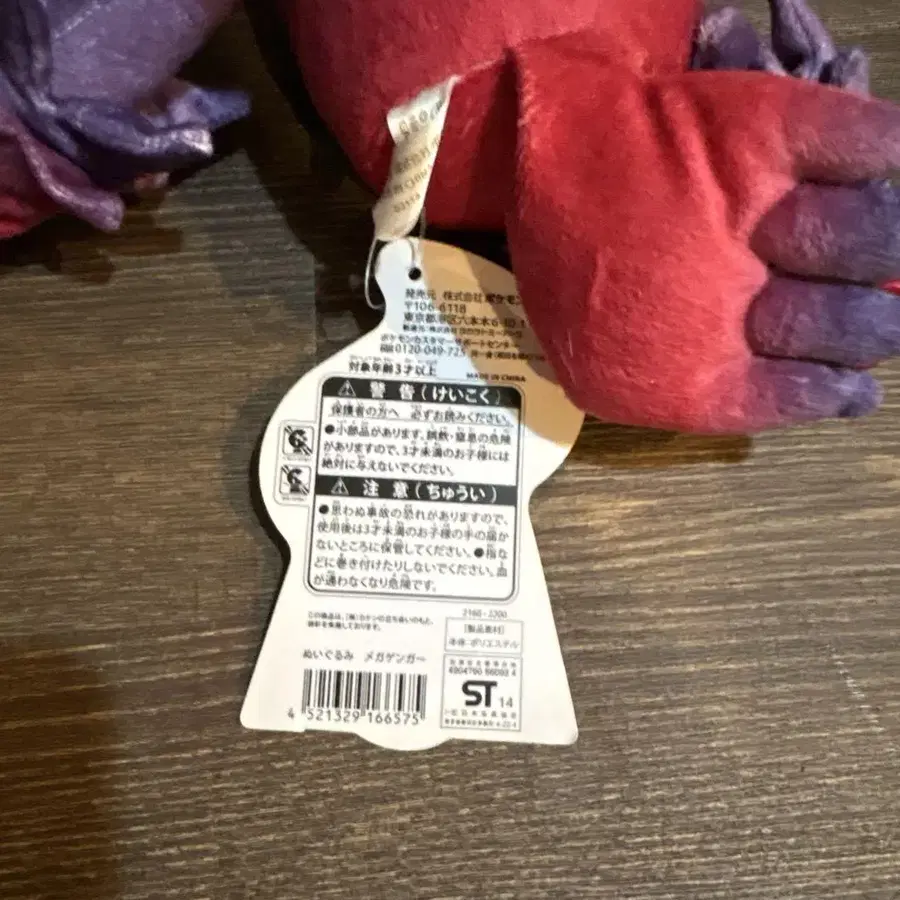 発売元 株式会社ポケモン
〒106-6118
東京都港区六本木6-10-1
ポケモンカスタマーサポートセンター
0120-049-725
対象年齢3才以上
MADE IN CHINA
⚠ 警告(けいこく)
保護者の方へ 必ずお読みください。
●小部品があります。誤飲・窒息の危険
がありますので、3才未満のお子様には
絶対に与えないでください。
⚠ 注意(ちゅうい)
●思わぬ事故の恐れがありますので、
使用後は3才未満のお子様の手の届か
ないところに保管してください。●指な
どに巻き付けたりしないでください。血
が通わなくなり危険です。
2160-2200
[製品素材]
本体:ポリエステル
ぬいぐるみ メガゲンガー
4 521329 166575
ST 14